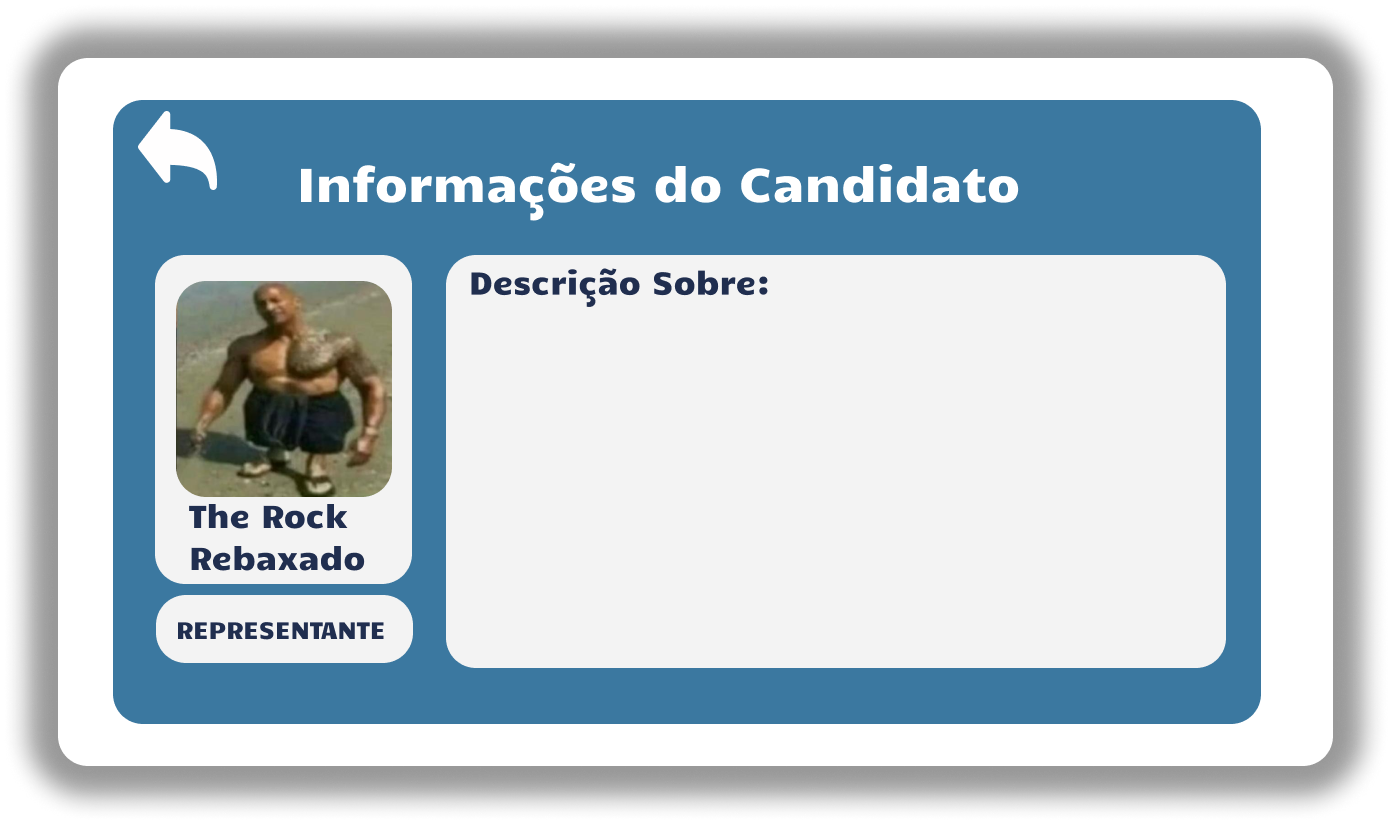 Informações do Candidato
Descrição Sobre:
The Rock
Rebaxado
REPRESENTANTE